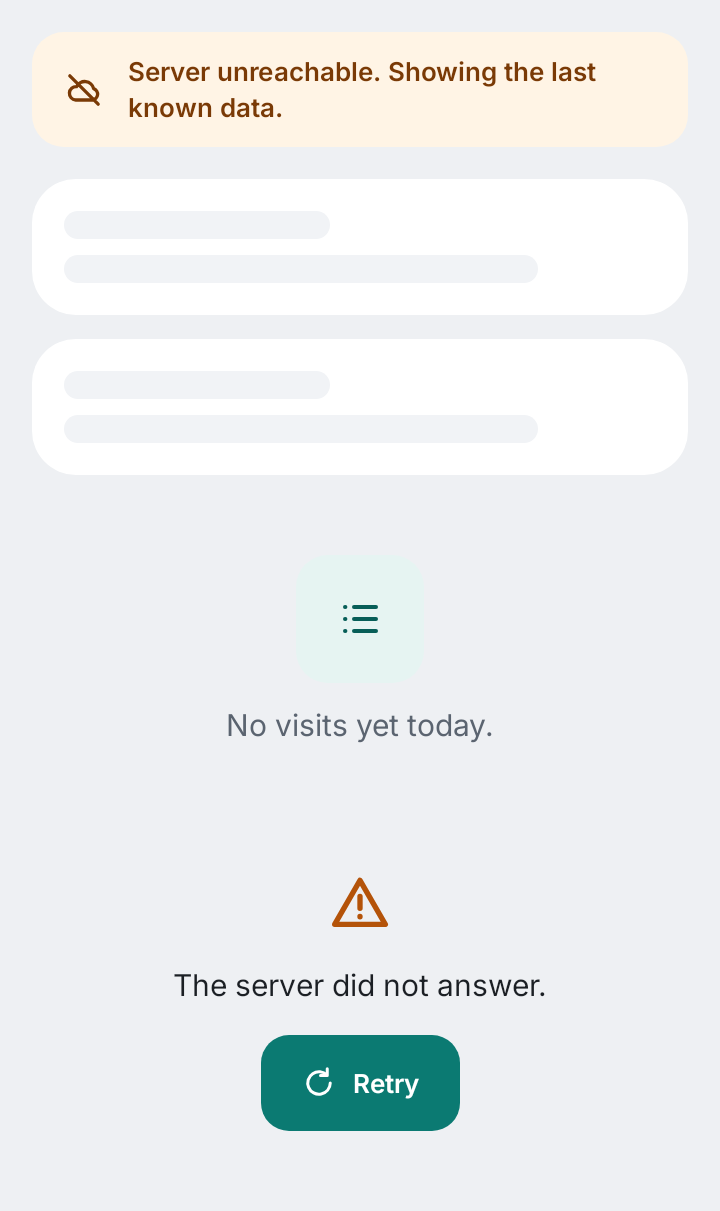 Server unreachable. Showing the last
known data.
No visits yet today.
The server did not answer.
Retry